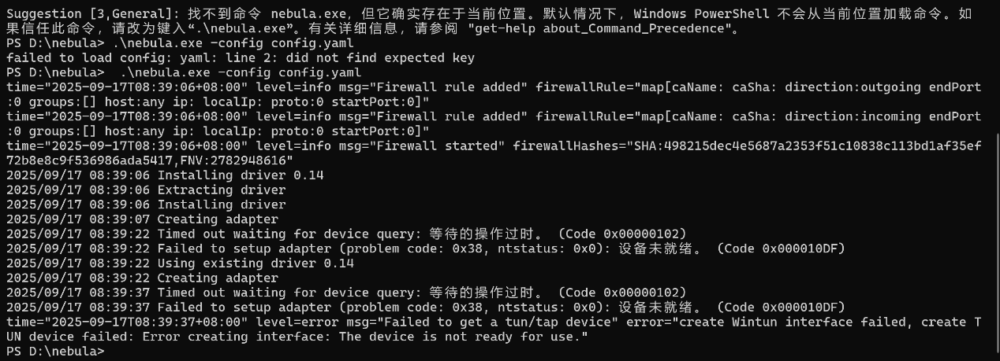 Suggestion [3,General]: 找不到命令 nebula.exe，但它确实存在于当前位置。默认情况下，Windows PowerShell 不会从当前位置加载命令。如
果信任此命令，请改为键入“.\nebula.exe”。有关详细信息，请参阅 "get-help about_Command_Precedence"。
PS D:\nebula> .\nebula.exe -config config.yaml
failed to load config: yaml: line 2: did not find expected key
PS D:\nebula>  .\nebula.exe -config config.yaml
time="2025-09-17T08:39:06+08:00" level=info msg="Firewall rule added" firewallRule="map[caName: caSha: direction:outgoing endPort
:0 groups:[] host:any ip: localIp: proto:0 startPort:0]"
time="2025-09-17T08:39:06+08:00" level=info msg="Firewall rule added" firewallRule="map[caName: caSha: direction:incoming endPort
:0 groups:[] host:any ip: localIp: proto:0 startPort:0]"
time="2025-09-17T08:39:06+08:00" level=info msg="Firewall started" firewallHashes="SHA:498215dec4e5687a2353f51c10838c113bd1af35ef
72b8e8c9f536986ada5417,FNV:2782948616"
2025/09/17 08:39:06 Installing driver 0.14
2025/09/17 08:39:06 Extracting driver
2025/09/17 08:39:06 Installing driver
2025/09/17 08:39:07 Creating adapter
2025/09/17 08:39:22 Timed out waiting for device query: 等待的操作过时。 (Code 0x00000102)
2025/09/17 08:39:22 Failed to setup adapter (problem code: 0x38, ntstatus: 0x0): 设备未就绪。 (Code 0x000010DF)
2025/09/17 08:39:22 Using existing driver 0.14
2025/09/17 08:39:22 Creating adapter
2025/09/17 08:39:37 Timed out waiting for device query: 等待的操作过时。 (Code 0x00000102)
2025/09/17 08:39:37 Failed to setup adapter (problem code: 0x38, ntstatus: 0x0): 设备未就绪。 (Code 0x000010DF)
time="2025-09-17T08:39:37+08:00" level=error msg="Failed to get a tun/tap device" error="create Wintun interface failed, create T
UN device failed: Error creating interface: The device is not ready for use."
PS D:\nebula>